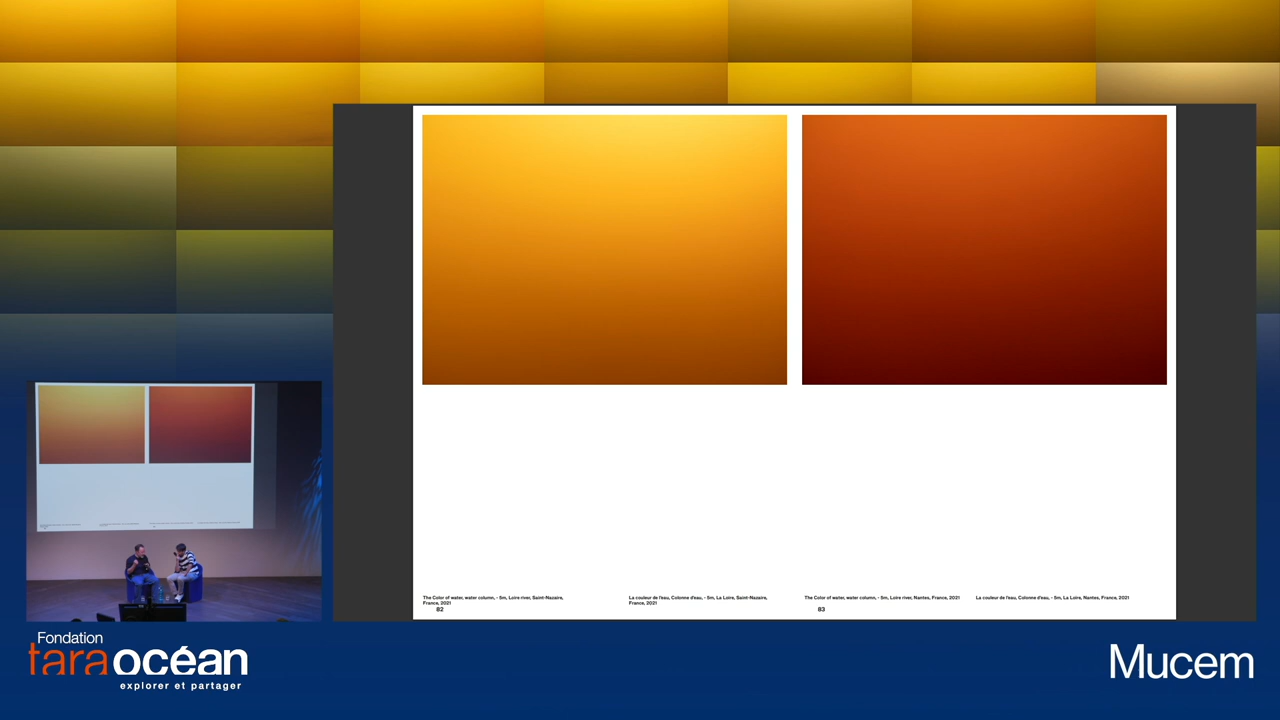 The Color of water, water column, - 5m, Loire river, Saint-Nazaire,
France, 2021
82
La couleur de l'eau, Colonne d'eau, - 5m, La Loire, Saint-Nazaire,
France, 2021
The Color of water, water column, - 5m, Loire river, Nantes, France, 2021
83
La couleur de l'eau, Colonne d'eau, - 5m, La Loire, Nantes, France, 2021
Fondation
taraocéan
explorer et partager
Mucem